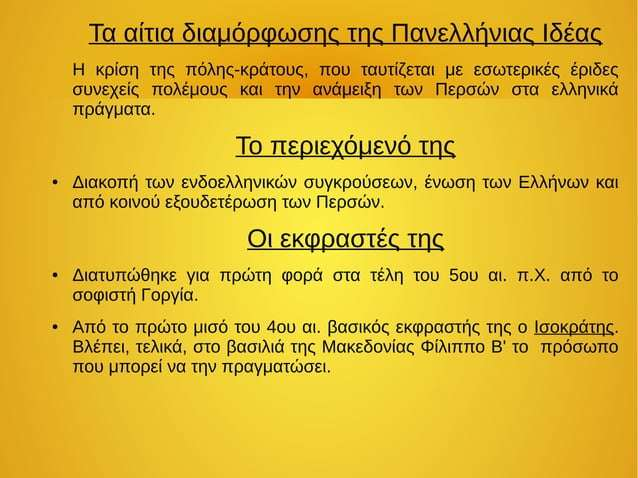 Τα αίτια διαμόρφωσης της Πανελλήνιας Ιδέας
Η κρίση της πόλης-κράτους, που ταυτίζεται με εσωτερικές έριδες
συνεχείς πολέμους και την ανάμειξη των Περσών στα ελληνικά
πράγματα.
Το περιεχόμενό της
• Διακοπή των ενδοελληνικών συγκρούσεων, ένωση των Ελλήνων και
από κοινού εξουδετέρωση των Περσών.
Οι εκφραστές της
• Διατυπώθηκε για πρώτη φορά στα τέλη του 5ου αι. π.Χ. από το
σοφιστή Γοργία.
• Από το πρώτο μισό του 4ου αι. βασικός εκφραστής της ο Ισοκράτης.
Βλέπει, τελικά, στο βασιλιά της Μακεδονίας Φίλιππο Β' το πρόσωπο
που μπορεί να την πραγματώσει.